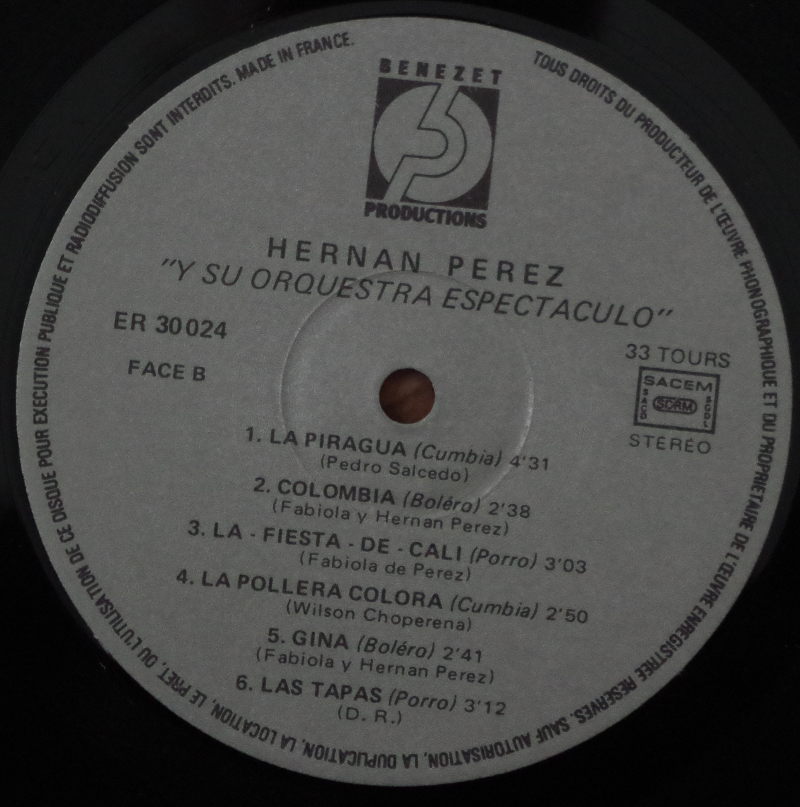 BENEZET
PRODUCTIONS
HERNAN PEREZ
"Y SU ORQUESTRA ESPECTACULO"
ER 30024
FACE B
33 TOURS
SACEM
SACD
SDRM
SGDL
STÉRÉO
1. LA PIRAGUA (Cumbia) 4'31
(Pedro Salcedo)
2. COLOMBIA (Boléro) 2'38
(Fabiola y Hernan Perez)
3. LA - FIESTA - DE - CALI (Porro) 3'03
(Fabiola de Perez)
4. LA POLLERA COLORA (Cumbia) 2'50
(Wilson Choperena)
5. GINA (Boléro) 2'41
(Fabiola y Hernan Perez)
6. LAS TAPAS (Porro) 3'12
(D. R.)
TOUS DROITS DU PRODUCTEUR DE L'ŒUVRE PHONOGRAPHIQUE ET DU PROPRIETAIRE DE L'ŒUVRE ENREGISTREE RESERVES. SAUF AUTORISATION, LA DUPLICATION, LA LOCATION, LE PRET, OU L'UTILISATION DE CE DISQUE POUR EXECUTION PUBLIQUE ET RADIODIFFUSION SONT INTERDITS. MADE IN FRANCE.